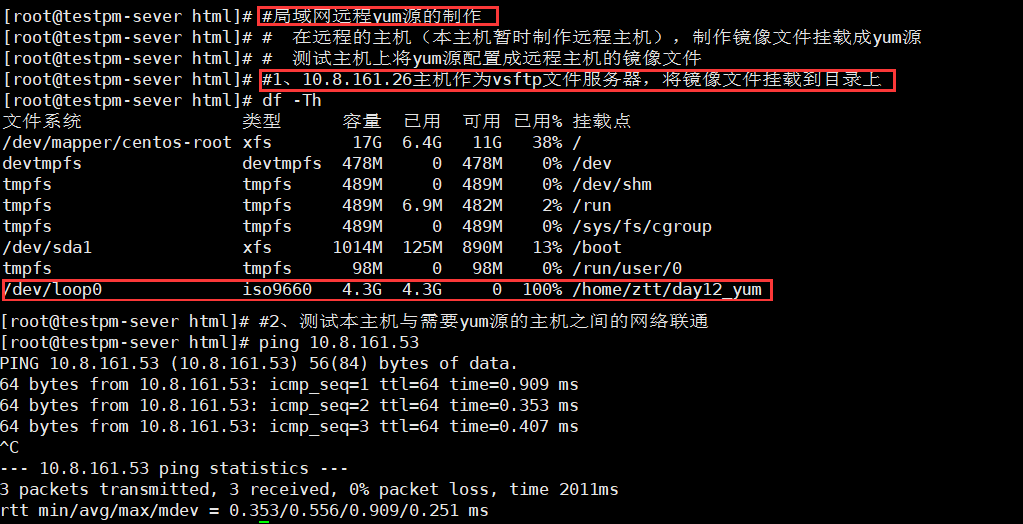 [root@testpm-sever html]# #局域网远程yum源的制作
[root@testpm-sever html]# #  在远程的主机（本主机暂时制作远程主机），制作镜像文件挂载成yum源
[root@testpm-sever html]# #  测试主机上将yum源配置成远程主机的镜像文件
[root@testpm-sever html]# #1、10.8.161.26主机作为vsftp文件服务器，将镜像文件挂载到目录上
[root@testpm-sever html]# df -Th
文件系统                类型      容量  已用  可用 已用% 挂载点
/dev/mapper/centos-root xfs        17G  6.4G   11G   38% /
devtmpfs                devtmpfs  478M     0  478M    0% /dev
tmpfs                   tmpfs     489M     0  489M    0% /dev/shm
tmpfs                   tmpfs     489M  6.9M  482M    2% /run
tmpfs                   tmpfs     489M     0  489M    0% /sys/fs/cgroup
/dev/sda1               xfs      1014M  125M  890M   13% /boot
tmpfs                   tmpfs      98M     0   98M    0% /run/user/0
/dev/loop0              iso9660   4.3G  4.3G     0  100% /home/ztt/day12_yum
[root@testpm-sever html]# #2、测试本主机与需要yum源的主机之间的网络联通
[root@testpm-sever html]# ping 10.8.161.53
PING 10.8.161.53 (10.8.161.53) 56(84) bytes of data.
64 bytes from 10.8.161.53: icmp_seq=1 ttl=64 time=0.909 ms
64 bytes from 10.8.161.53: icmp_seq=2 ttl=64 time=0.353 ms
64 bytes from 10.8.161.53: icmp_seq=3 ttl=64 time=0.407 ms
^C
--- 10.8.161.53 ping statistics ---
3 packets transmitted, 3 received, 0% packet loss, time 2011ms
rtt min/avg/max/mdev = 0.353/0.556/0.909/0.251 ms